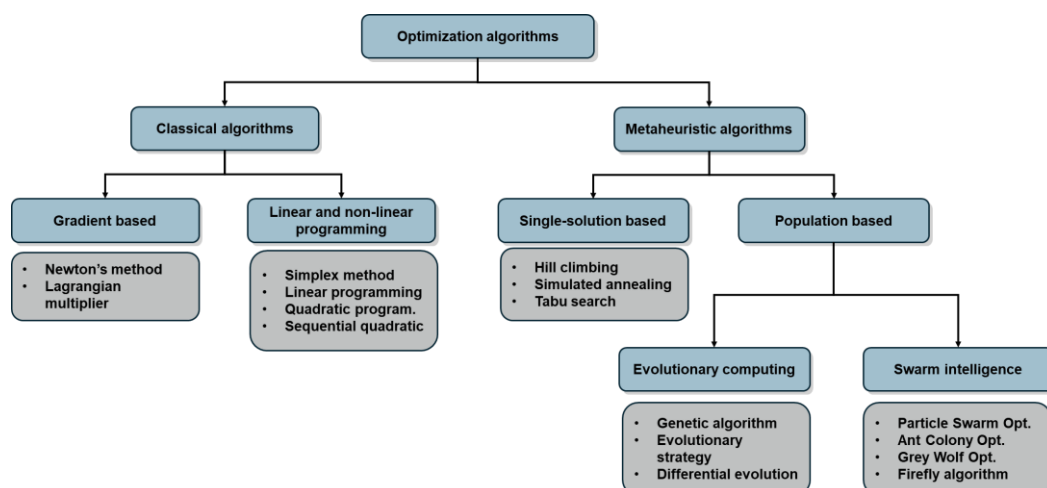 Optimization algorithms
Classical algorithms
Metaheuristic algorithms
Gradient based
Linear and non-linear
programming
Single-solution based
Population based
• Newton's method
• Lagrangian
multiplier
• Simplex method
• Linear programming
• Quadratic program.
• Sequential quadratic
• Hill climbing
• Simulated annealing
• Tabu search
Evolutionary computing
Swarm intelligence
• Genetic algorithm
• Evolutionary
strategy
• Differential evolution
• Particle Swarm Opt.
• Ant Colony Opt.
• Grey Wolf Opt.
• Firefly algorithm